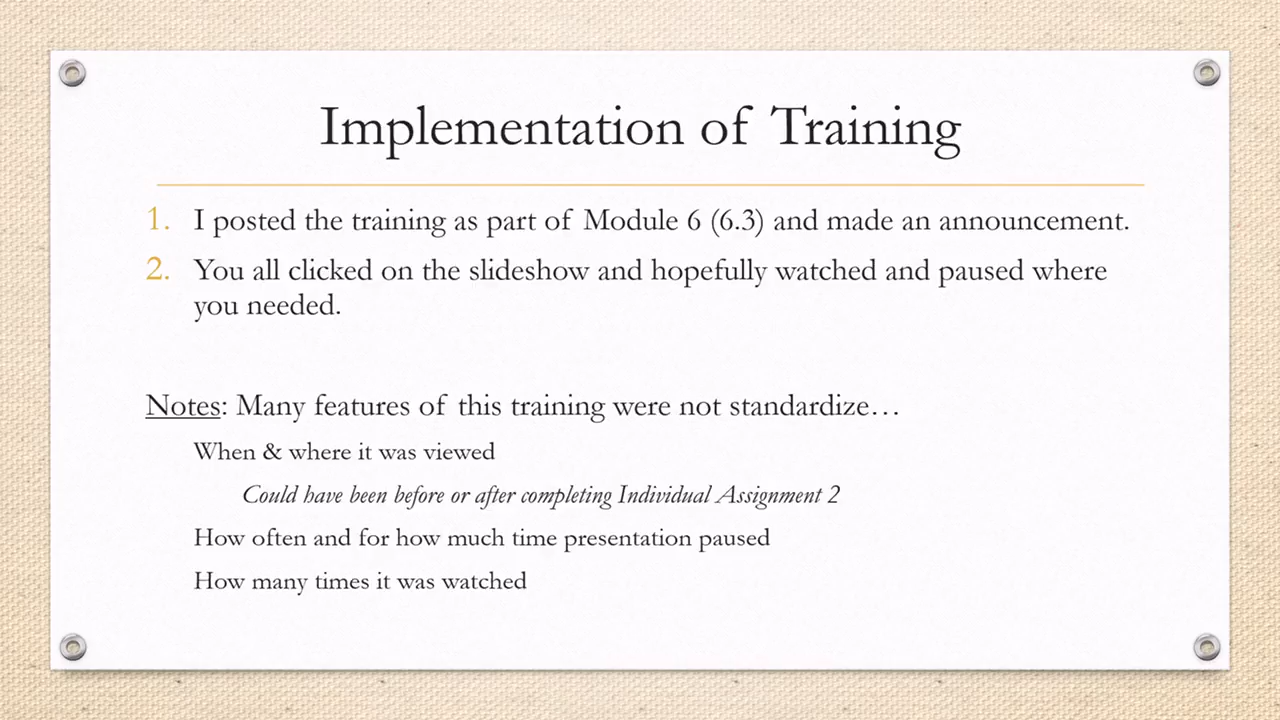 Implementation of Training
1. I posted the training as part of Module 6 (6.3) and made an announcement.
2. You all clicked on the slideshow and hopefully watched and paused where
you needed.
Notes: Many features of this training were not standardize…
When & where it was viewed
Could have been before or after completing Individual Assignment 2
How often and for how much time presentation paused
How many times it was watched